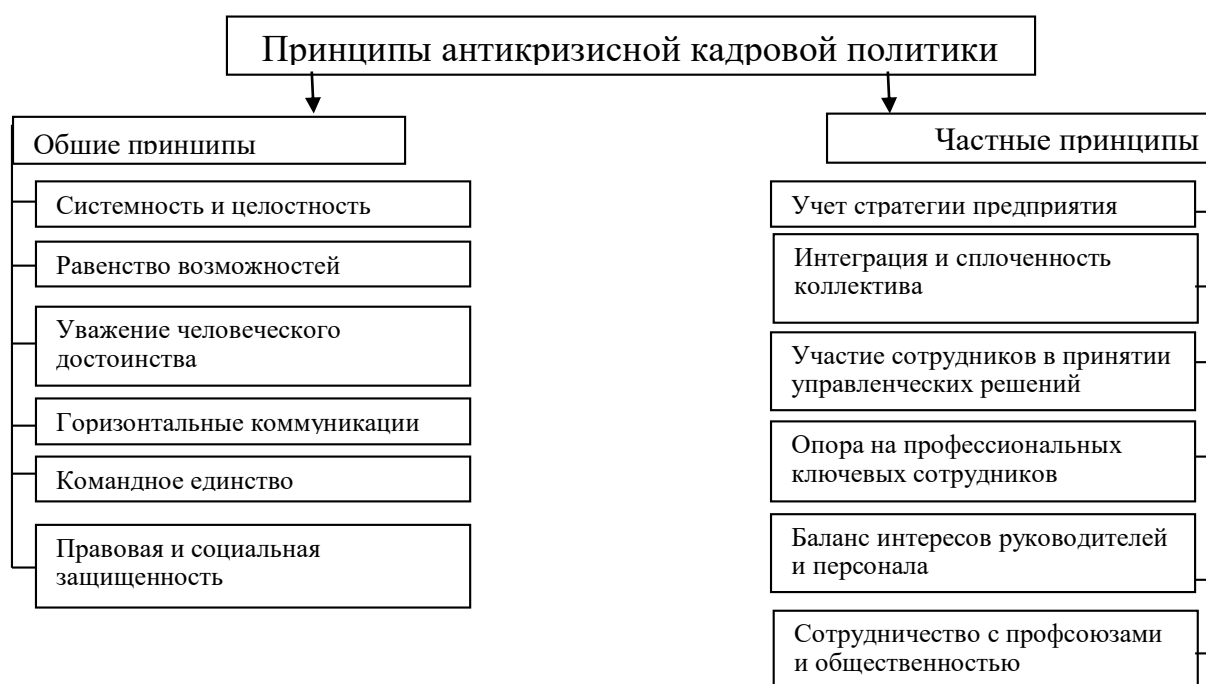 Принципы антикризисной кадровой политики
Общие принципы
Системность и целостность
Равенство возможностей
Уважение человеческого
достоинства
Горизонтальные коммуникации
Командное единство
Правовая и социальная
защищенность
Частные принципы
Учет стратегии предприятия
Интеграция и сплоченность
коллектива
Участие сотрудников в принятии
управленческих решений
Опора на профессиональных
ключевых сотрудников
Баланс интересов руководителей
и персонала
Сотрудничество с профсоюзами
и общественностью